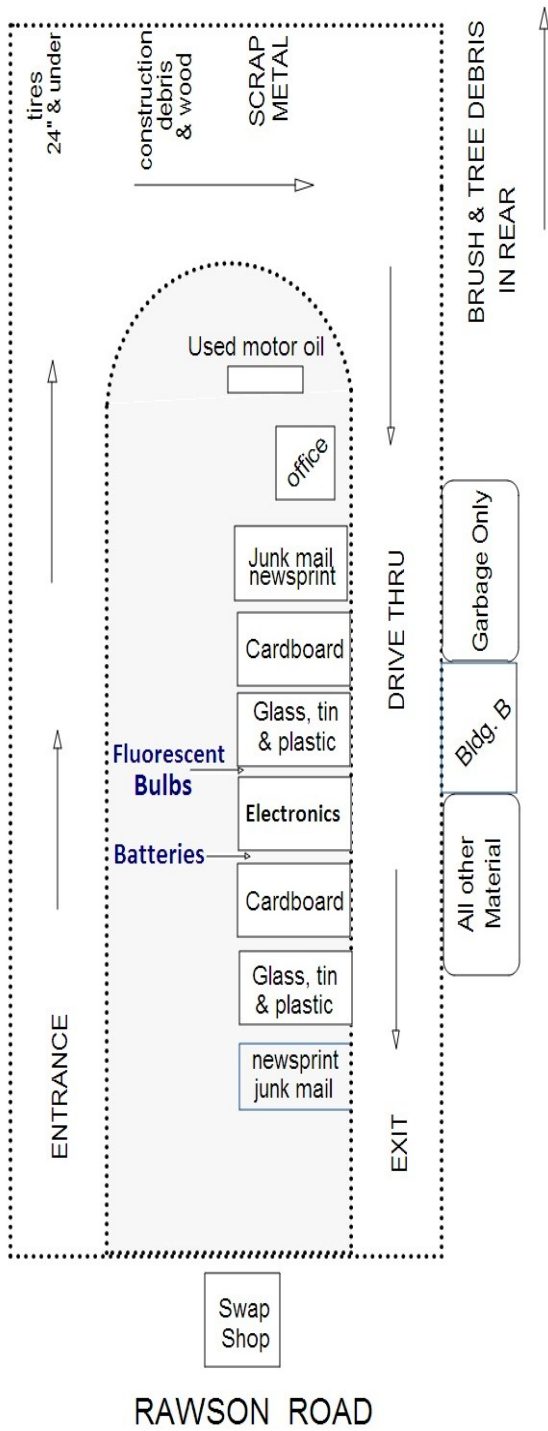 tires
24" & under
construction
debris
& wood
SCRAP
METAL
BRUSH & TREE DEBRIS
IN REAR
Used motor oil
office
Junk mail
newsprint
Garbage Only
Cardboard
DRIVE THRU
Glass, tin
& plastic
Bldg. B
Fluorescent
Bulbs
Electronics
Batteries
Cardboard
All other
Material
Glass, tin
& plastic
ENTRANCE
newsprint
junk mail
EXIT
Swap
Shop
RAWSON ROAD